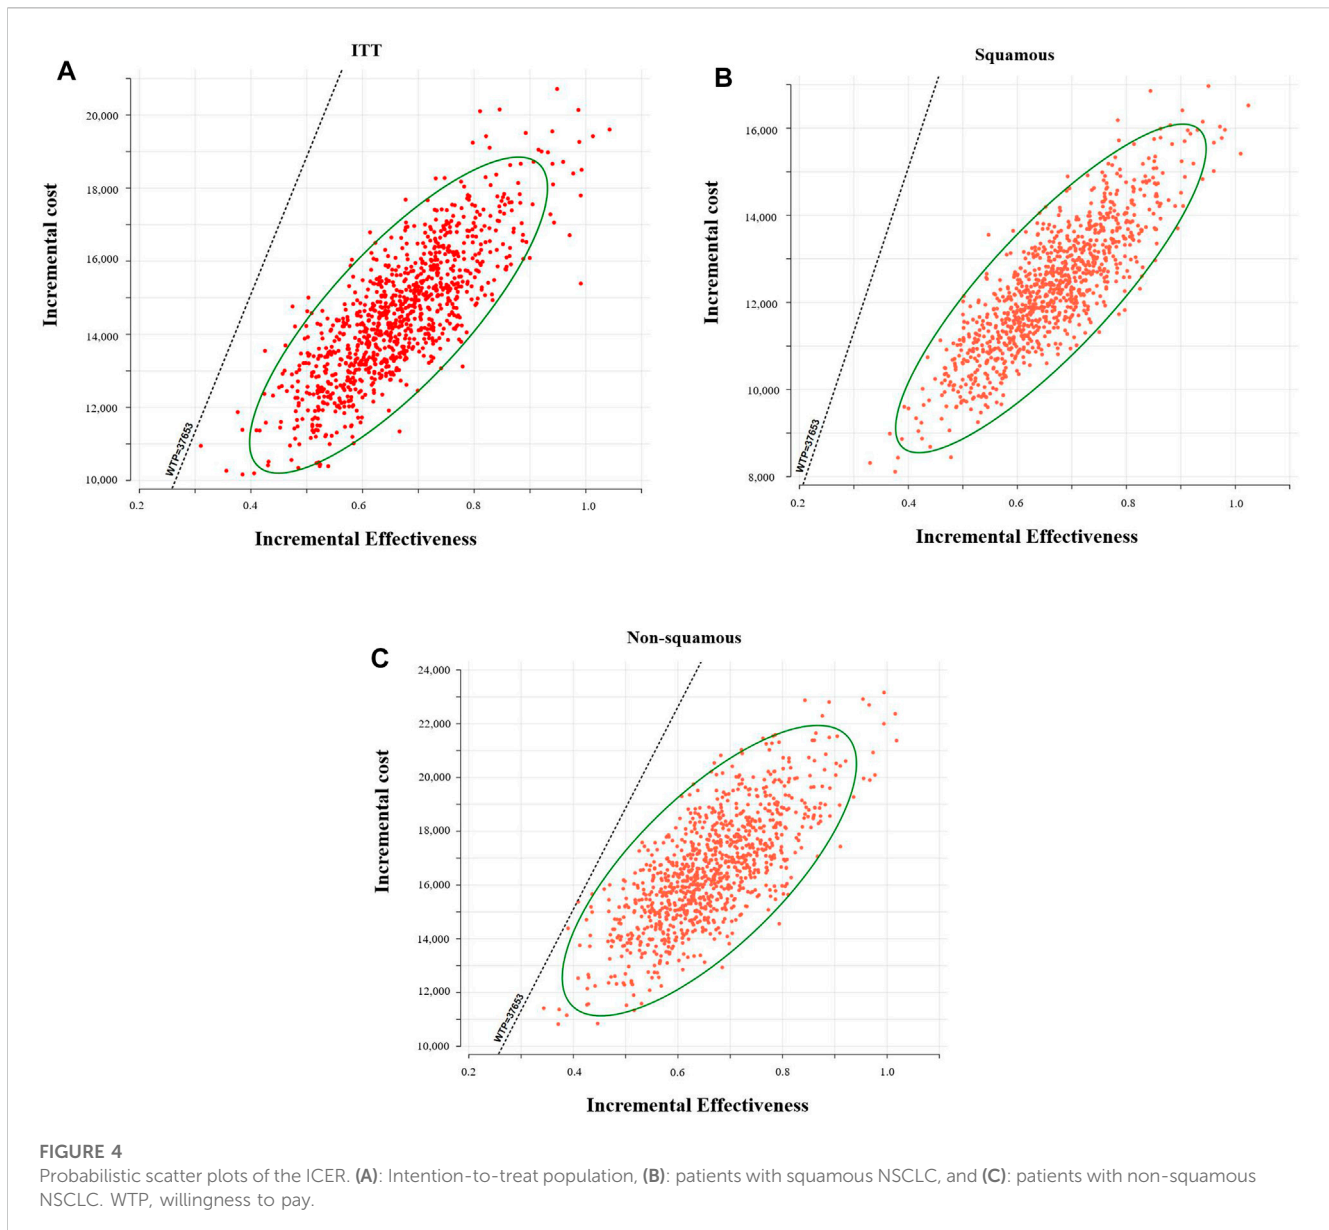 A
ITT
Incremental cost
20,000
18,000
16,000
14,000
12,000
10,000
WTP=37653
0.2
0.4
0.6
0.8
1.0
Incremental Effectiveness
B
Squamous
Incremental cost
16,000
14,000
12,000
10,000
8,000
WTP=37653
0.2
0.4
0.6
0.8
1.0
Incremental Effectiveness
C
Non-squamous
Incremental cost
24,000
22,000
20,000
18,000
16,000
14,000
12,000
10,000
WTP=37653
0.2
0.4
0.6
0.8
1.0
Incremental Effectiveness
FIGURE 4
Probabilistic scatter plots of the ICER. (A): Intention-to-treat population, (B): patients with squamous NSCLC, and (C): patients with non-squamous
NSCLC. WTP, willingness to pay.